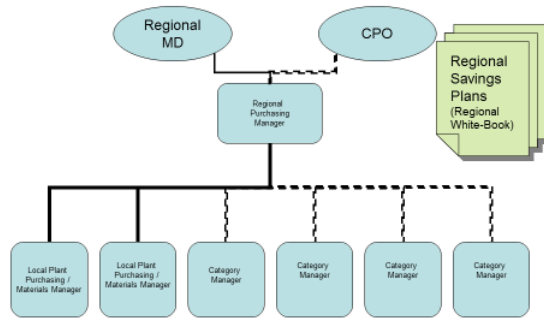 Regional
MD
CPO
Regional
Savings
Plans
(Regional
White-Book)
Regional
Purchasing
Manager
Local Plant
Purchasing /
Materials Manager
Local Plant
Purchasing /
Materials Manager
Category
Manager
Category
Manager
Category
Manager
Category
Manager